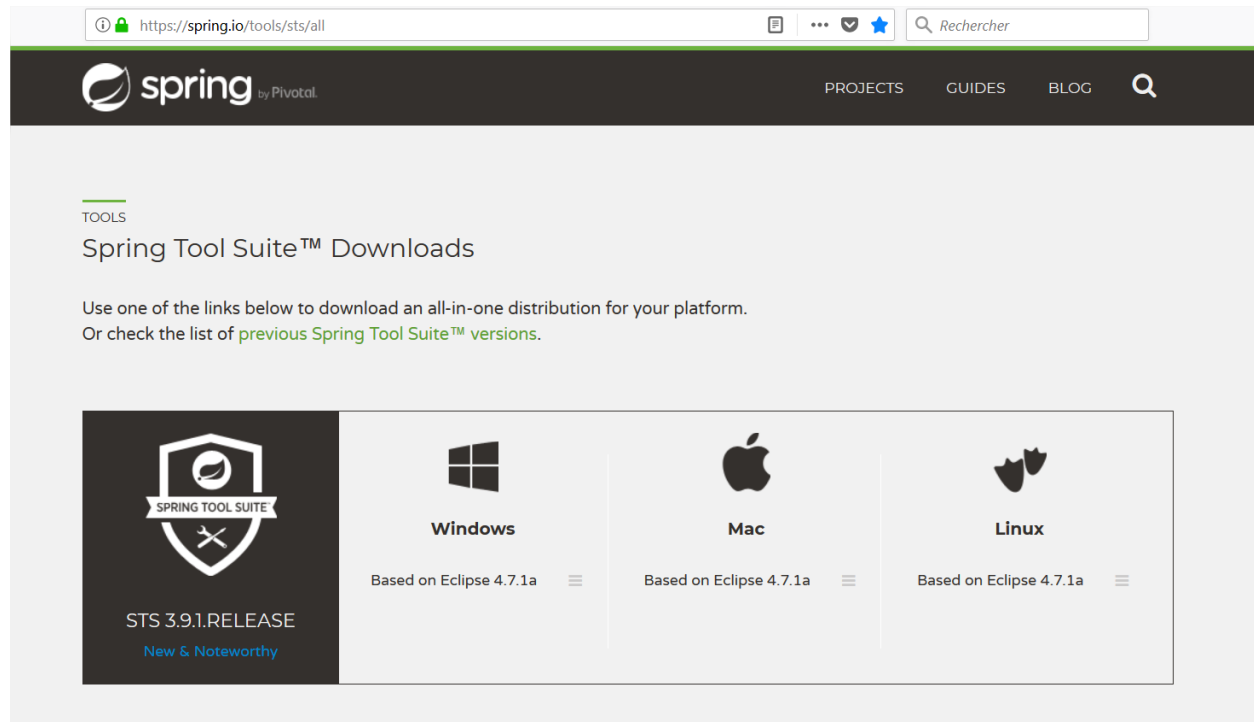 https://spring.io/tools/sts/all
Rechercher
spring by Pivotal.
PROJECTS GUIDES BLOG
TOOLS
Spring Tool Suite™ Downloads
Use one of the links below to download an all-in-one distribution for your platform.
Or check the list of previous Spring Tool Suite™ versions.
SPRING TOOL SUITE™
STS 3.9.1.RELEASE
New & Noteworthy
Windows
Based on Eclipse 4.7.1a
Mac
Based on Eclipse 4.7.1a
Linux
Based on Eclipse 4.7.1a